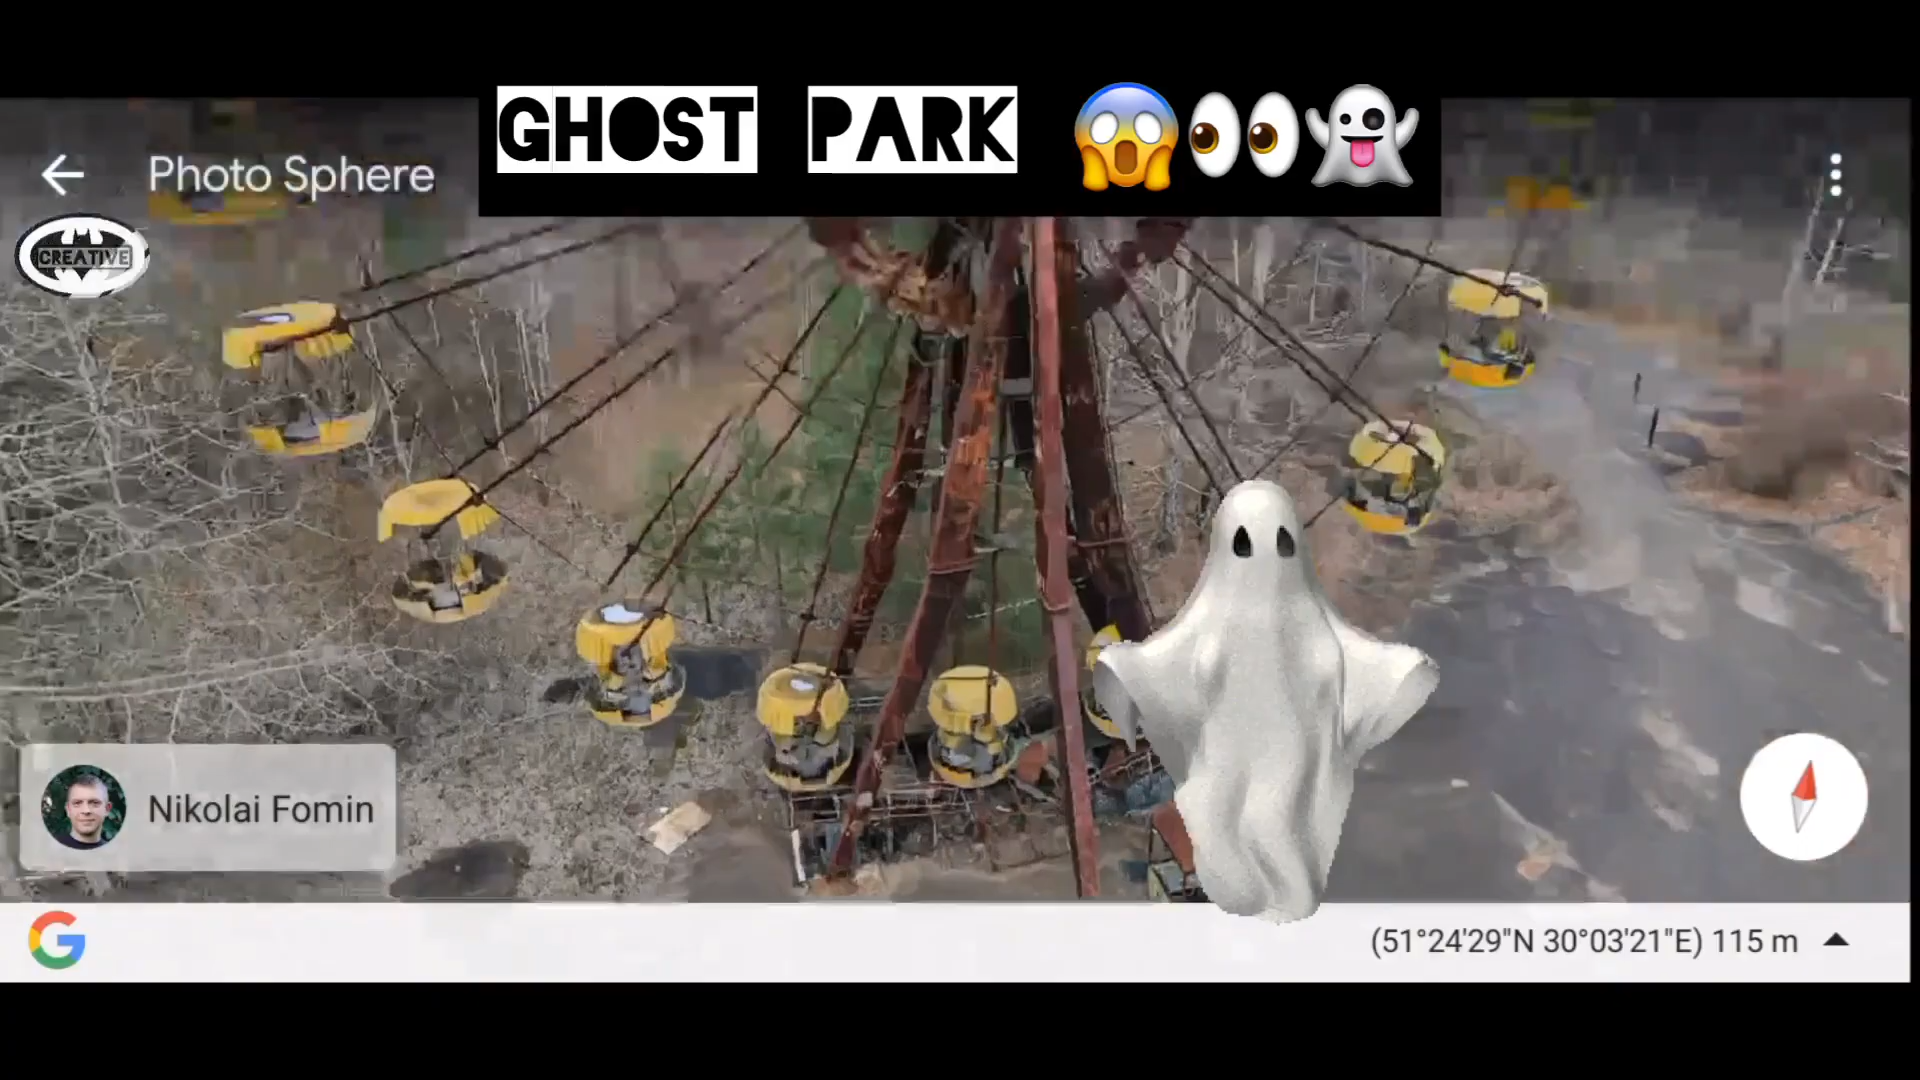 GHOST PARK
Photo Sphere
CREATIVE
Nikolai Fomin
(51°24'29"N 30°03'21"E) 115 m